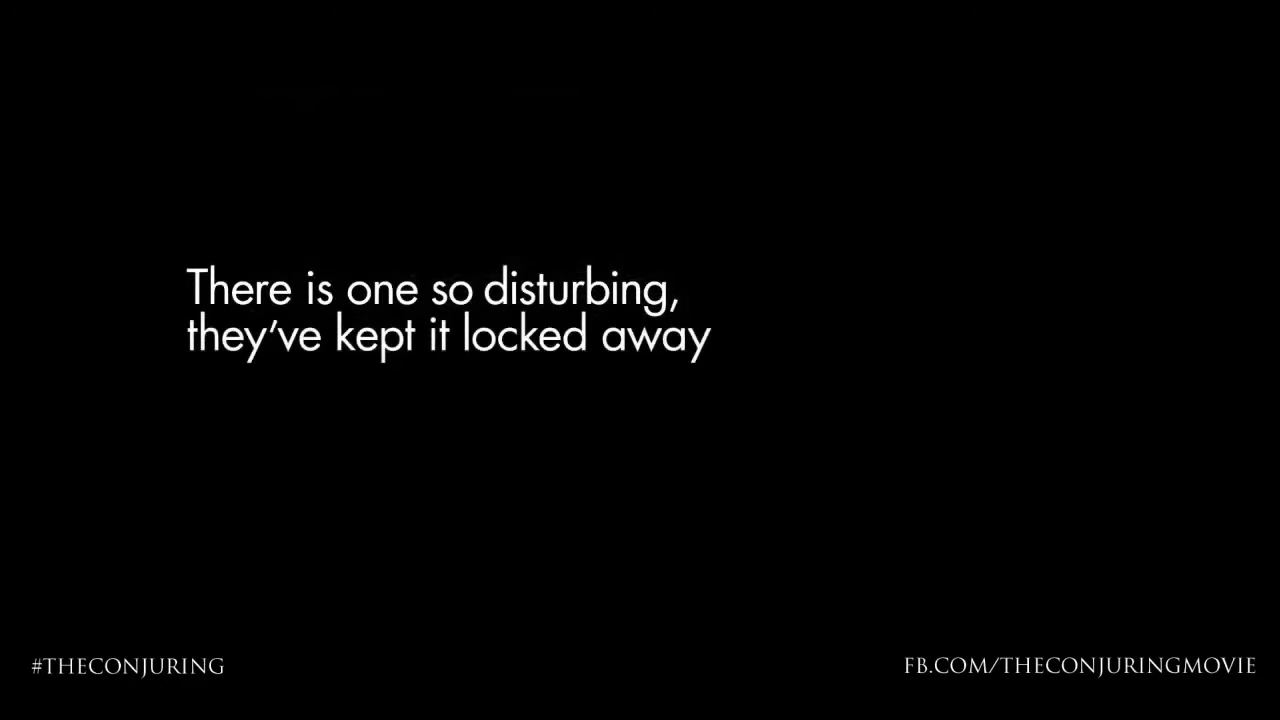 There is one so disturbing,
they’ve kept it locked away
#THECONJURING
FB.COM/THECONJURINGMOVIE